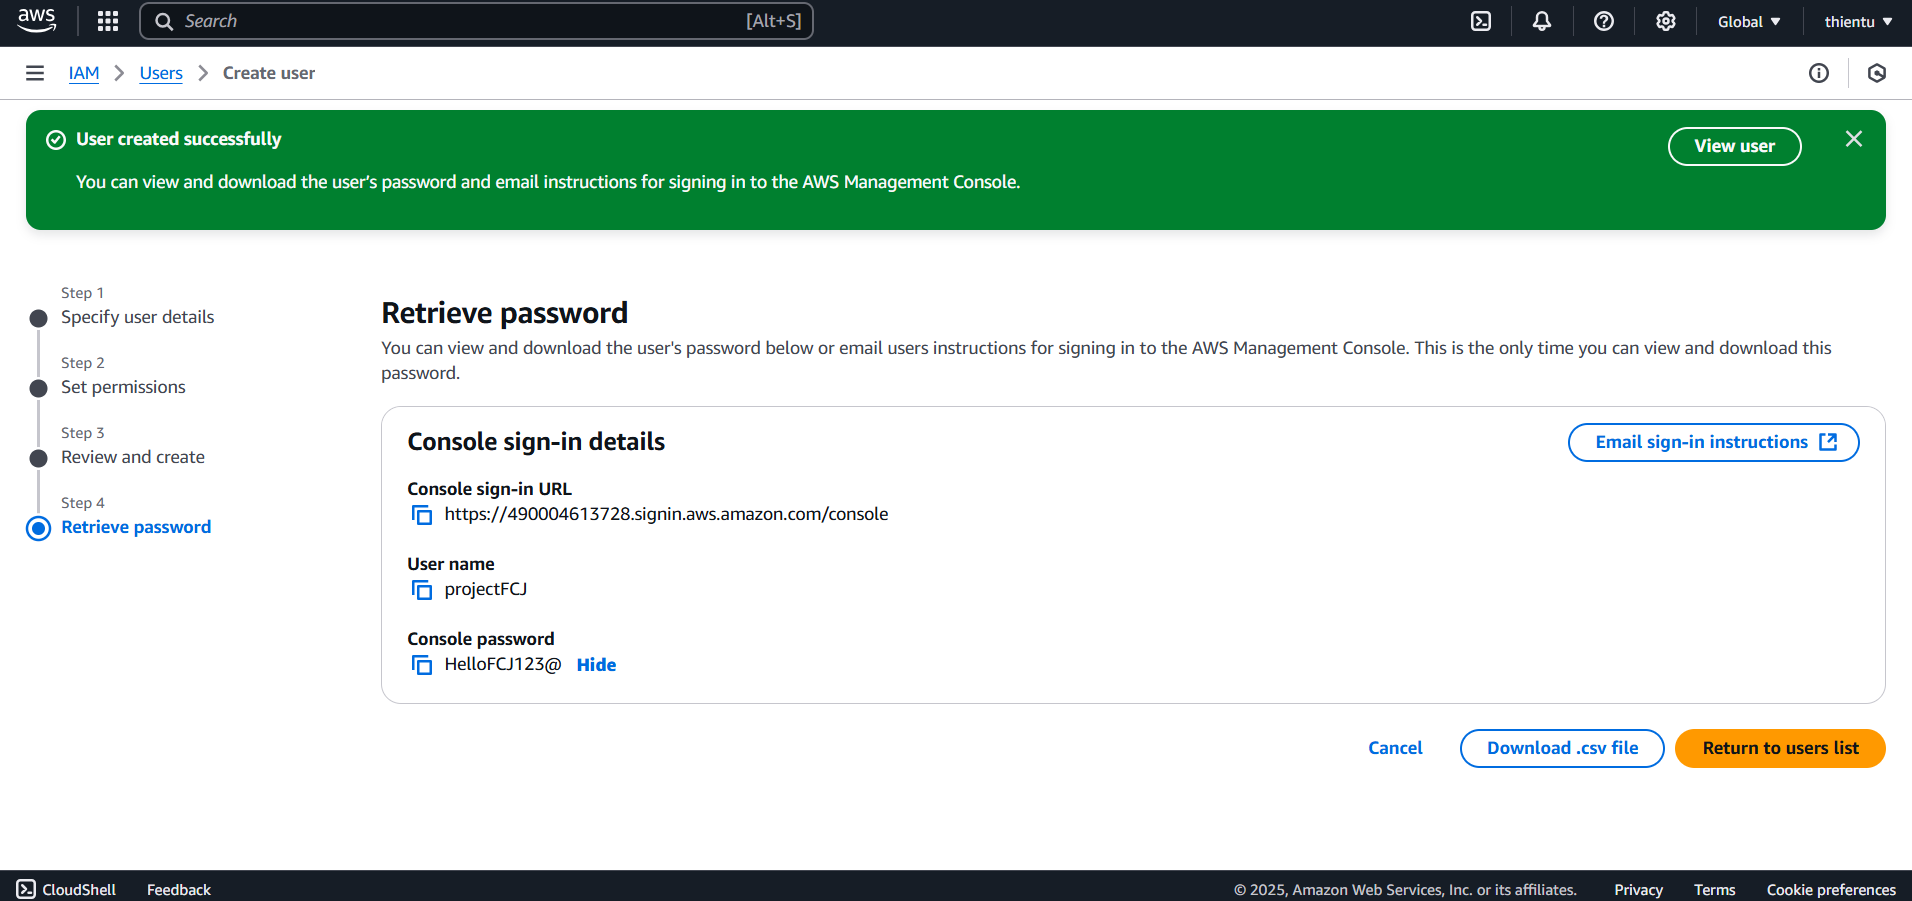 aws
Search [Alt+S]
Global
thientu
IAM > Users > Create user
User created successfully
View user
You can view and download the user's password and email instructions for signing in to the AWS Management Console.
Step 1
Specify user details
Step 2
Set permissions
Step 3
Review and create
Step 4
Retrieve password
Retrieve password
You can view and download the user's password below or email users instructions for signing in to the AWS Management Console. This is the only time you can view and download this
password.
Console sign-in details
Email sign-in instructions
Console sign-in URL
https://490004613728.signin.aws.amazon.com/console
User name
projectFCJ
Console password
HelloFCJ123@ Hide
Cancel
Download .csv file
Return to users list
CloudShell
Feedback
© 2025, Amazon Web Services, Inc. or its affiliates.
Privacy
Terms
Cookie preferences